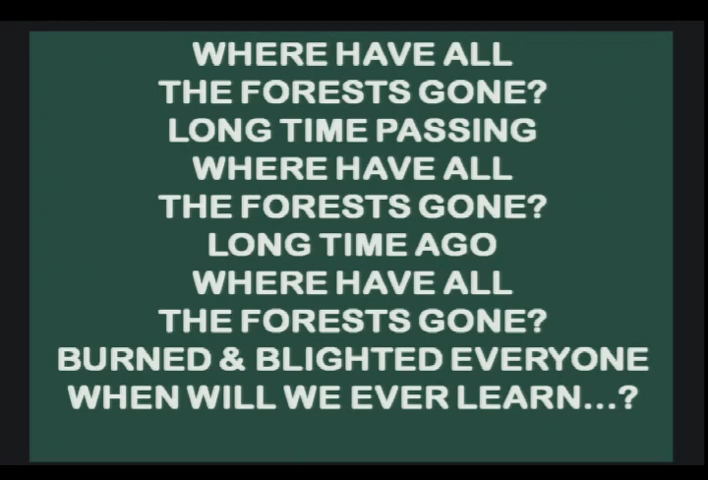 WHERE HAVE ALL
THE FORESTS GONE?
LONG TIME PASSING
WHERE HAVE ALL
THE FORESTS GONE?
LONG TIME AGO
WHERE HAVE ALL
THE FORESTS GONE?
BURNED & BLIGHTED EVERYONE
WHEN WILL WE EVER LEARN...?